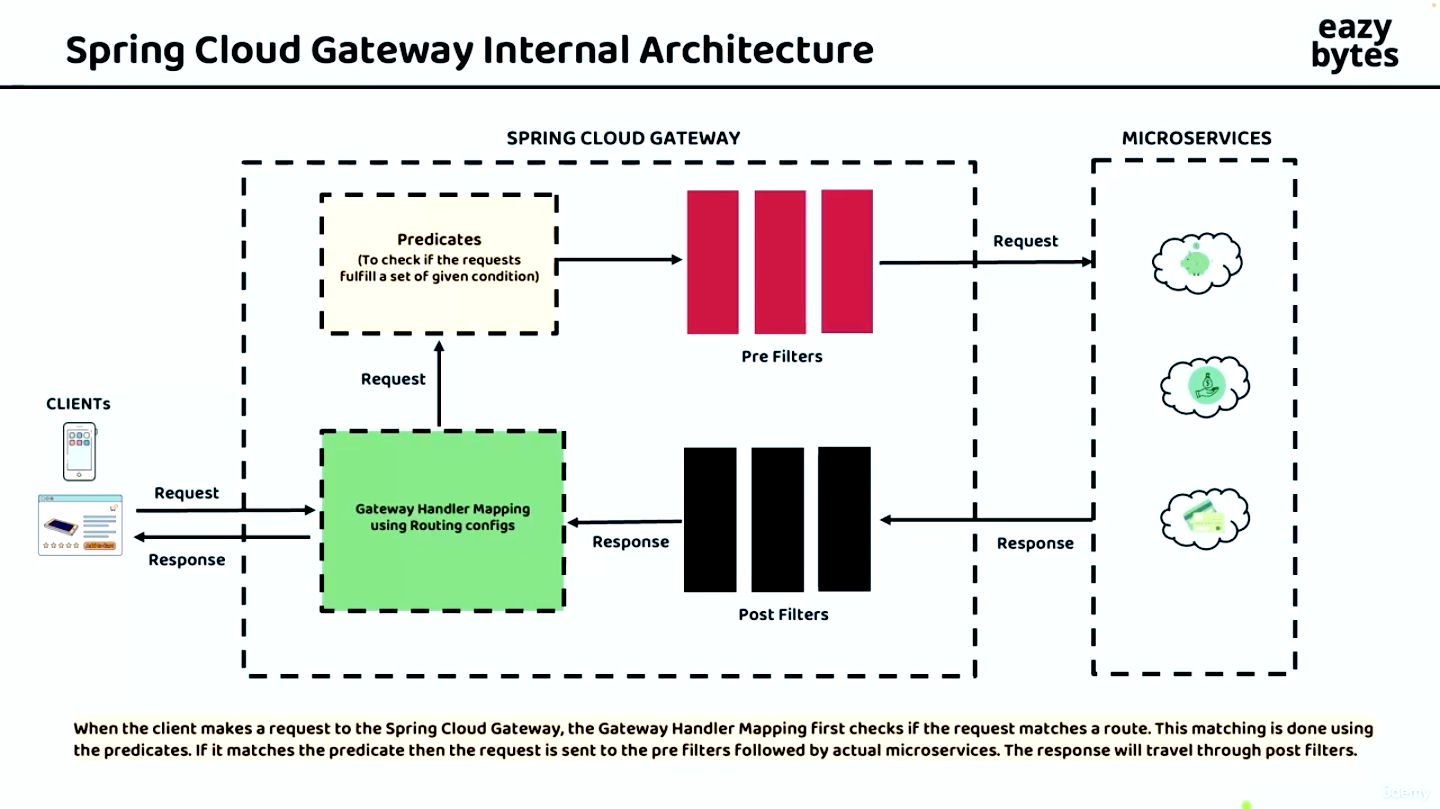 Spring Cloud Gateway Internal Architecture
eazy
bytes
SPRING CLOUD GATEWAY
MICROSERVICES
Predicates
(To check if the requests
fulfill a set of given condition)
Request
Pre Filters
Request
CLIENTs
Request
Gateway Handler Mapping
using Routing configs
Response
Response
Response
Post Filters
When the client makes a request to the Spring Cloud Gateway, the Gateway Handler Mapping first checks if the request matches a route. This matching is done using
the predicates. If it matches the predicate then the request is sent to the pre filters followed by actual microservices. The response will travel through post filters.
Udemy